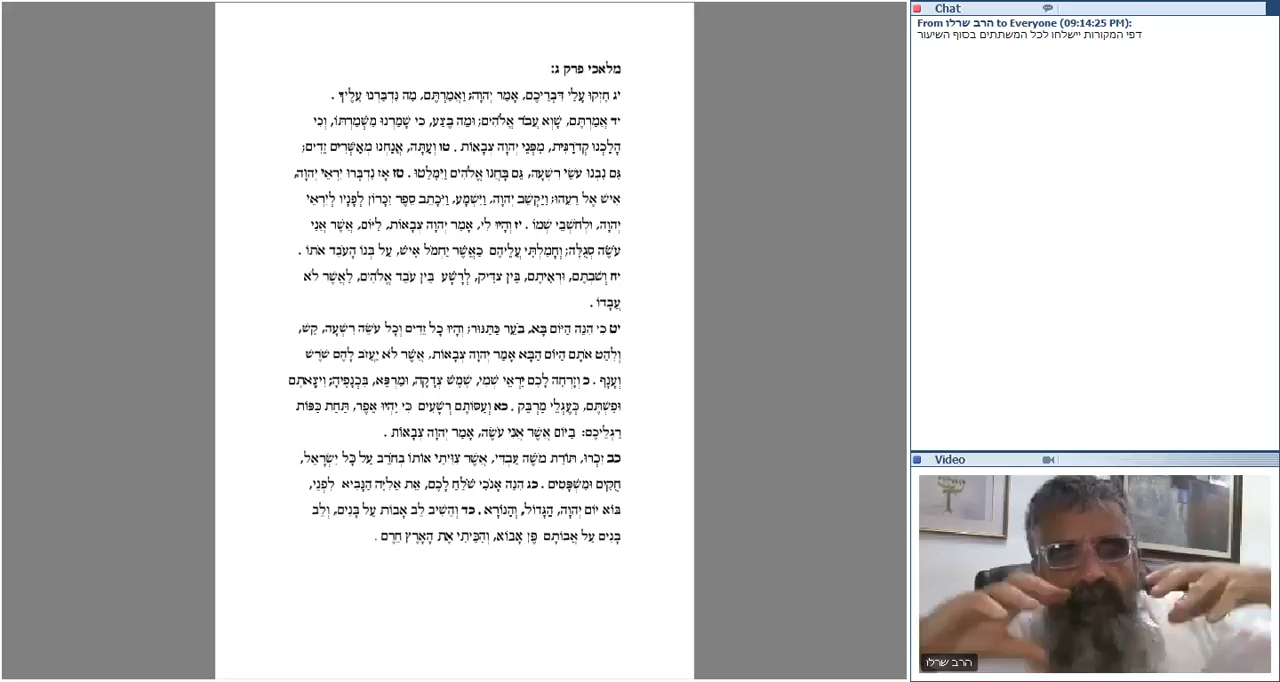 מלאכי פרק ג:
יג חִזְקוּ עָלַי דִּבְרֵיכֶם, אָמַר יְהוָה; וַאֲמַרְתֶּם, מַה נִּדְבַּרְנוּ עָלֶיךָ .
יד אֲמַרְתֶּם, שָׁוְא עֲבֹד אֱלֹהִים; וּמַה בֶּצַע, כִּי שָׁמַרְנוּ מִשְׁמַרְתּוֹ, וְכִי
הָלַכְנוּ קְדֹרַנִּית, מִפְּנֵי יְהוָה צְבָאוֹת . טו וְעַתָּה, אֲנַחְנוּ מְאַשְּׁרִים זֵדִים;
גַּם נִבְנוּ עֹשֵׂי רִשְׁעָה, גַּם בָּחֲנוּ אֱלֹהִים וַיִּמָּלֵטוּ . טז אָז נִדְבְּרוּ יִרְאֵי יְהוָה,
אִישׁ אֶל רֵעֵהוּ; וַיַּקְשֵׁב יְהוָה, וַיִּשְׁמָע, וַיִּכָּתֵב סֵפֶר זִכָּרוֹן לְפָנָיו לְיִרְאֵי
יְהוָה, וּלְחֹשְׁבֵי שְׁמוֹ . יז וְהָיוּ לִי, אָמַר יְהוָה צְבָאוֹת, לַיּוֹם, אֲשֶׁר אֲנִי
עֹשֶׂה סְגֻלָּה; וְחָמַלְתִּי עֲלֵיהֶם כַּאֲשֶׁר יַחְמֹל אִישׁ, עַל בְּנוֹ הָעֹבֵד אֹתוֹ .
יח וְשַׁבְתֶּם, וּרְאִיתֶם, בֵּין צַדִּיק, לְרָשָׁע בֵּין עֹבֵד אֱלֹהִים, לַאֲשֶׁר לֹא
עֲבָדוֹ .
יט כִּי הִנֵּה הַיּוֹם בָּא, בֹּעֵר כַּתַּנּוּר; וְהָיוּ כָל זֵדִים וְכָל עֹשֵׂה רִשְׁעָה, קַשׁ,
וְלִהַט אֹתָם הַיּוֹם הַבָּא אָמַר יְהוָה צְבָאוֹת, אֲשֶׁר לֹא יַעֲזֹב לָהֶם שֹׁרֶשׁ
וְעָנָף . כ וְזָרְחָה לָכֶם יִרְאֵי שְׁמִי, שֶׁמֶשׁ צְדָקָה, וּמַרְפֵּא, בִּכְנָפֶיהָ; וִיצָאתֶם
וּפִשְׁתֶּם, כְּעֶגְלֵי מַרְבֵּק . כא וְעַסּוֹתֶם רְשָׁעִים כִּי יִהְיוּ אֵפֶר, תַּחַת כַּפּוֹת
רַגְלֵיכֶם: בַּיּוֹם אֲשֶׁר אֲנִי עֹשֶׂה, אָמַר יְהוָה צְבָאוֹת .
כב זִכְרוּ, תּוֹרַת מֹשֶׁה עַבְדִּי, אֲשֶׁר צִוִּיתִי אוֹתוֹ בְחֹרֵב עַל כָּל יִשְׂרָאֵל,
חֻקִּים וּמִשְׁפָּטִים . כג הִנֵּה אָנֹכִי שֹׁלֵחַ לָכֶם, אֵת אֵלִיָּה הַנָּבִיא לִפְנֵי,
בּוֹא יוֹם יְהוָה, הַגָּדוֹל, וְהַנּוֹרָא . כד וְהֵשִׁיב לֵב אָבוֹת עַל בָּנִים, וְלֵב
בָּנִים עַל אֲבוֹתָם פֶּן אָבוֹא, וְהִכֵּיתִי אֶת הָאָרֶץ חֵרֶם .
Chat
From הרב שרלו to Everyone (09:14:25 PM):
דפי המקורות יישלחו לכל המשתתים בסוף השיעור
Video
הרב שרלו